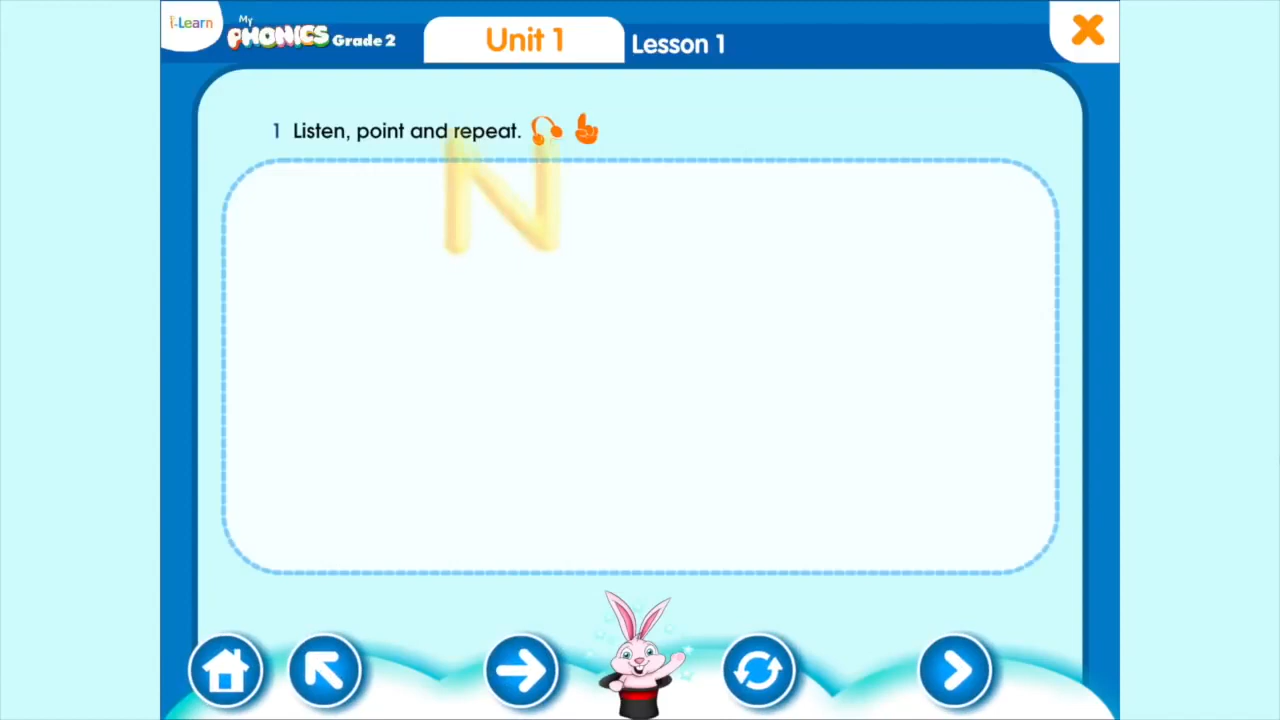 i-Learn
My
PHONICS Grade 2
Unit 1
Lesson 1
1 Listen, point and repeat.
N